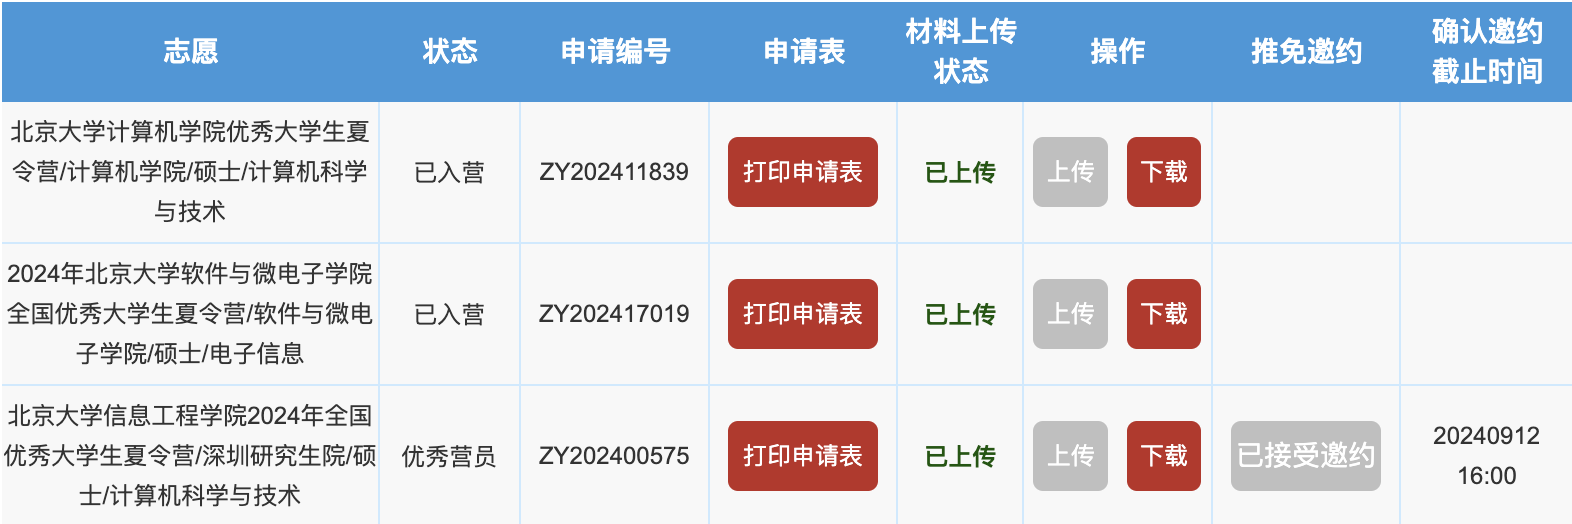 志愿
状态
申请编号
申请表
材料上传
状态
操作
推免邀约
确认邀约
截止时间
北京大学计算机学院优秀大学生夏
令营/计算机学院/硕士/计算机科学
与技术
已入营
ZY202411839
打印申请表
已上传
上传
下载
2024年北京大学软件与微电子学院
全国优秀大学生夏令营/软件与微电
子学院/硕士/电子信息
已入营
ZY202417019
打印申请表
已上传
上传
下载
北京大学信息工程学院2024年全国
优秀大学生夏令营/深圳研究生院/硕
士/计算机科学与技术
优秀营员
ZY202400575
打印申请表
已上传
上传
下载
已接受邀约
20240912
16:00